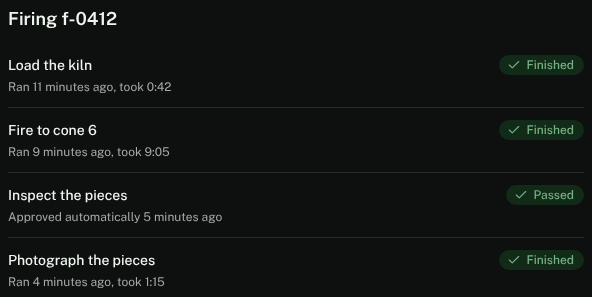 Firing f-0412
Load the kiln
Finished
Ran 11 minutes ago, took 0:42
Fire to cone 6
Finished
Ran 9 minutes ago, took 9:05
Inspect the pieces
Passed
Approved automatically 5 minutes ago
Photograph the pieces
Finished
Ran 4 minutes ago, took 1:15